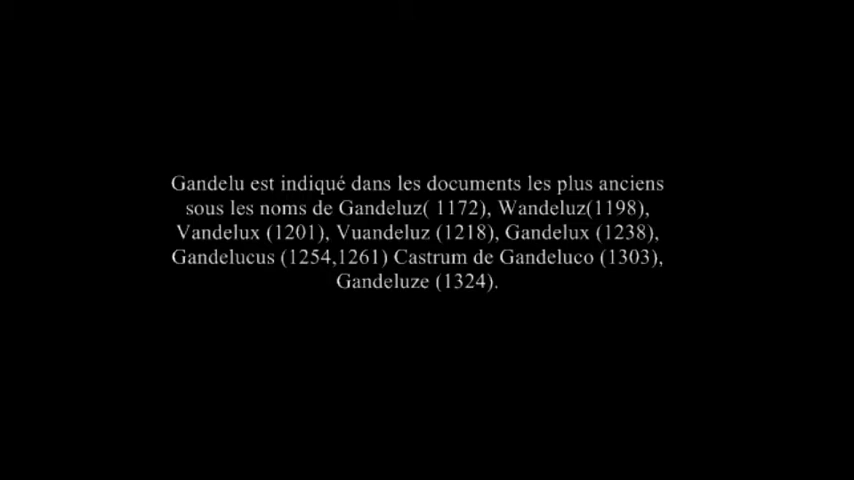 Gandelu est indiqué dans les documents les plus anciens
sous les noms de Gandeluz( 1172), Wandeluz(1198),
Vandelux (1201), Vuandeluz (1218), Gandelux (1238),
Gandelucus (1254,1261) Castrum de Gandeluco (1303),
Gandeluze (1324).